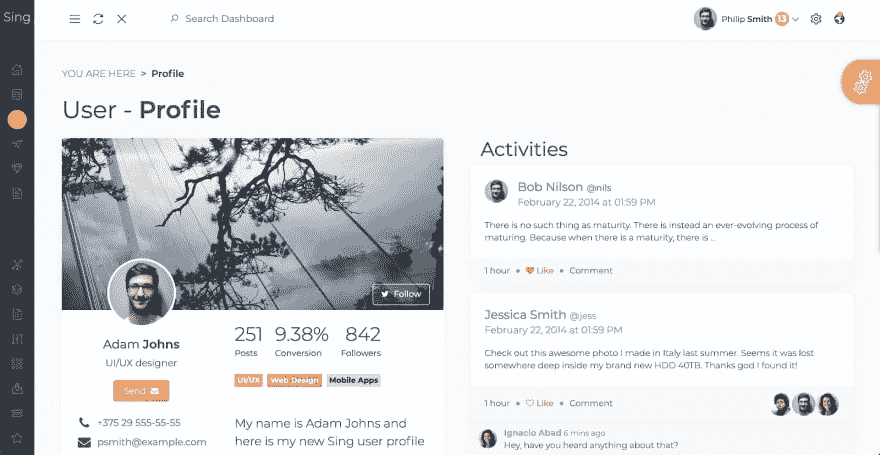 Sing
Search Dashboard
Philip Smith 13
YOU ARE HERE > Profile
User - Profile
Follow
Adam Johns
UI/UX designer
Send
+375 29 555-55-55
psmith@example.com
251 9.38% 842
Posts Conversion Followers
UI/UX Web Design Mobile Apps
My name is Adam Johns and
here is my new Sing user profile
Activities
Bob Nilson @nils
February 22, 2014 at 01:59 PM
There is no such thing as maturity. There is instead an ever-evolving process of
maturing. Because when there is a maturity, there is ...
1 hour • Like • Comment
Jessica Smith @jess
February 22, 2014 at 01:59 PM
Check out this awesome photo I made in Italy last summer. Seems it was lost
somewhere deep inside my brand new HDD 40TB. Thanks god I found it!
1 hour • Like • Comment
Ignacio Abad 6 mins ago
Hey, have you heard anything about that?